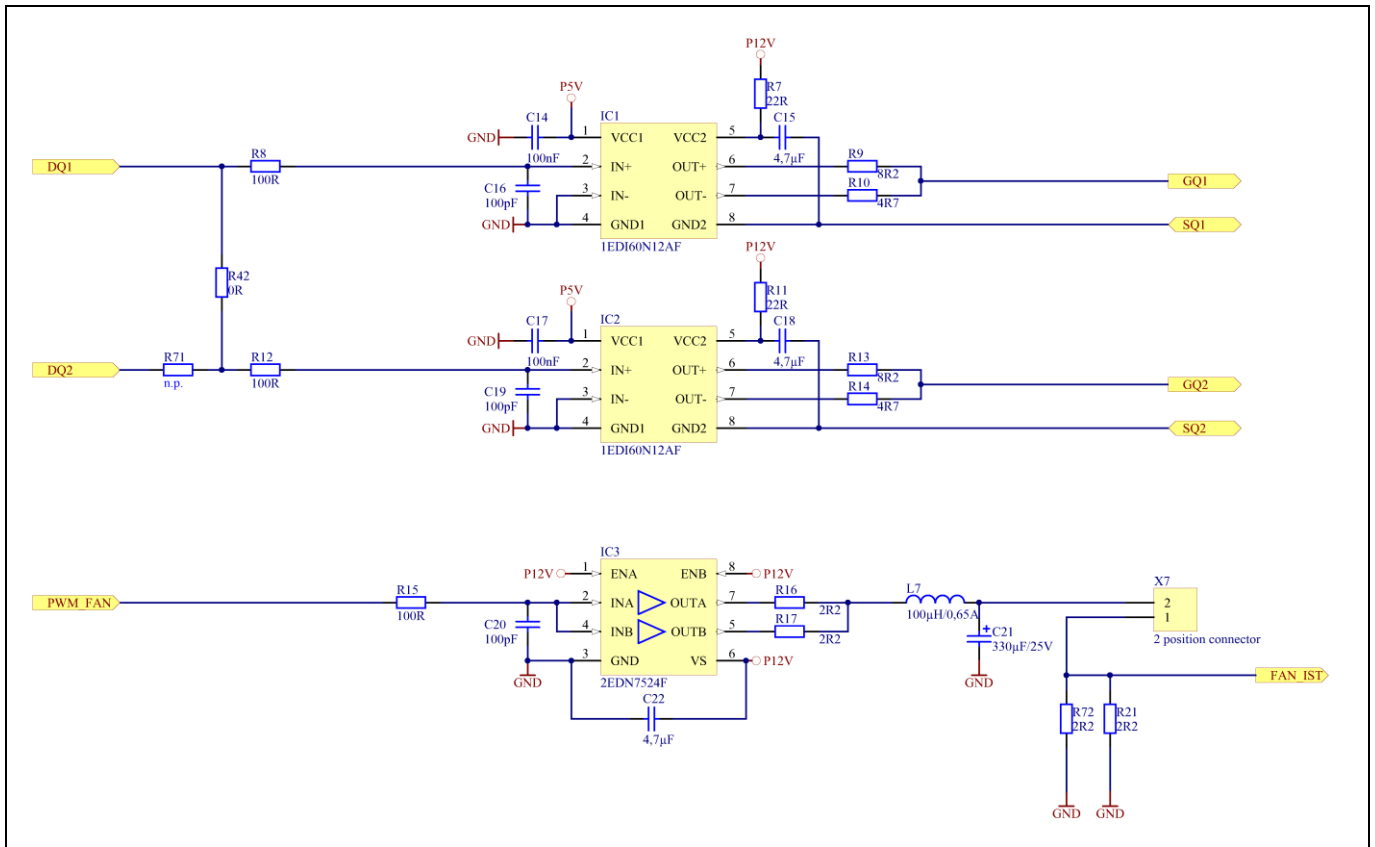 P12V
R7
22R
P5V
IC1
C14
C15
GND
100nF
1
VCC1
VCC2
5
4,7µF
DQ1
R8
100R
2
IN+
OUT+
6
R9
8R2
C16
100pF
3
IN-
OUT-
7
R10
4R7
GQ1
GND
4
GND1
GND2
8
SQ1
1EDI60N12AF
P12V
R42
0R
R11
22R
P5V
IC2
C17
C18
GND
100nF
1
VCC1
VCC2
5
4,7µF
DQ2
R71
n.p.
R12
100R
2
IN+
OUT+
6
R13
8R2
C19
100pF
3
IN-
OUT-
7
R14
4R7
GQ2
GND
4
GND1
GND2
8
SQ2
1EDI60N12AF
IC3
P12V
1
ENA
ENB
8
P12V
PWM_FAN
R15
100R
2
INA
OUTA
7
R16
2R2
L7
100µH/0,65A
X7
2
1
2 position connector
C20
100pF
4
INB
OUTB
5
R17
2R2
C21
330µF/25V
3
GND
VS
6
P12V
GND
2EDN7524F
GND
FAN_IST
C22
4,7µF
R72
2R2
R21
2R2
GND
GND